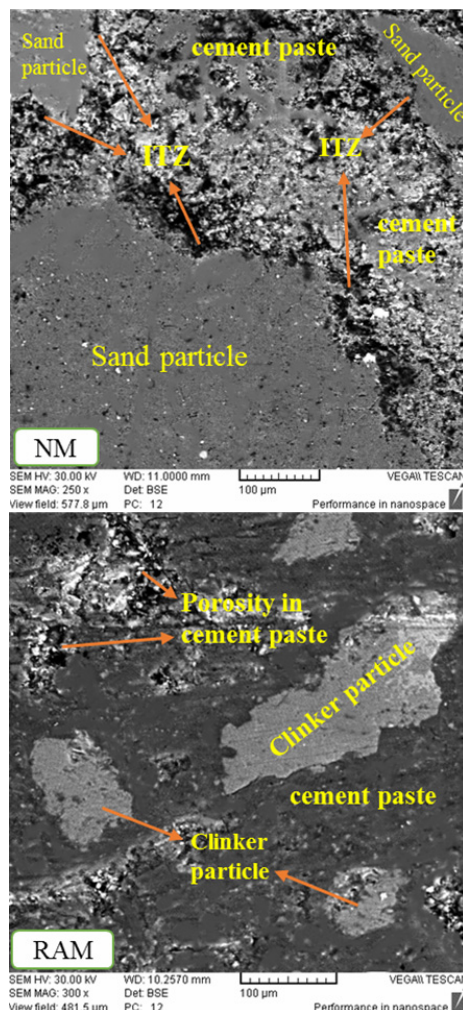 Sand
particle
cement paste
Sand particle
ITZ
ITZ
cement
paste
Sand particle
NM
SEM HV: 30.00 kV WD: 11.0000 mm VEGA\\ TESCAN
SEM MAG: 250 x Det: BSE 100 µm
View field: 577.8 µm PC: 12 Performance in nanospace
Porosity in
cement paste
Clinker particle
cement paste
Clinker
particle
RAM
SEM HV: 30.00 kV WD: 10.2570 mm VEGA\\ TESCAN
SEM MAG: 300 x Det: BSE 100 µm
View field: 481.5 µm PC: 12 Performance in nanospace